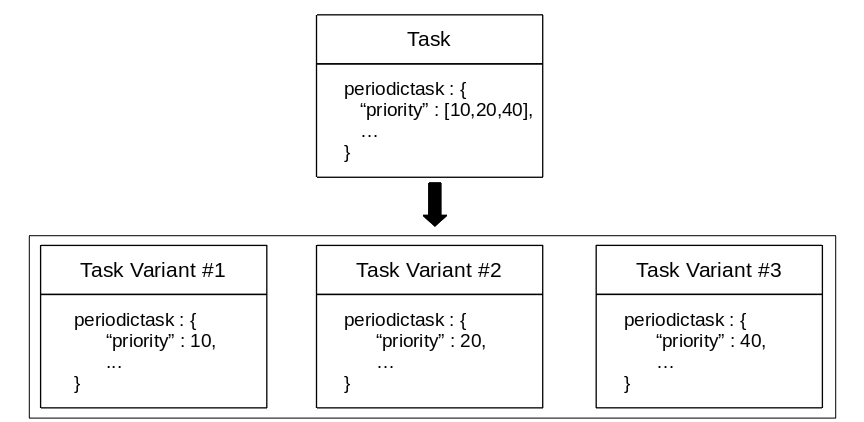 Task
periodictask : {
“priority” : [10,20,40],
…
}
Task Variant #1
periodictask : {
“priority” : 10,
...
}
Task Variant #2
periodictask : {
“priority” : 20,
…
}
Task Variant #3
periodictask : {
“priority” : 40,
…
}